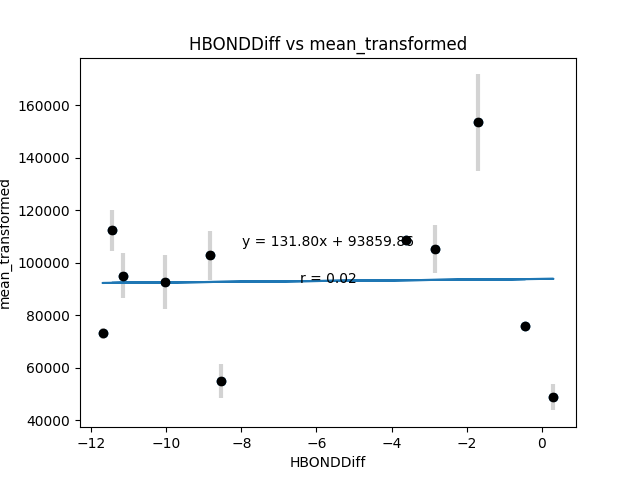 HBONDDiff vs mean_transformed
mean_transformed
160000
140000
120000
100000
80000
60000
40000
y = 131.80x + 93859.85
r = 0.02
−12
−10
−8
−6
−4
−2
0
HBONDDiff